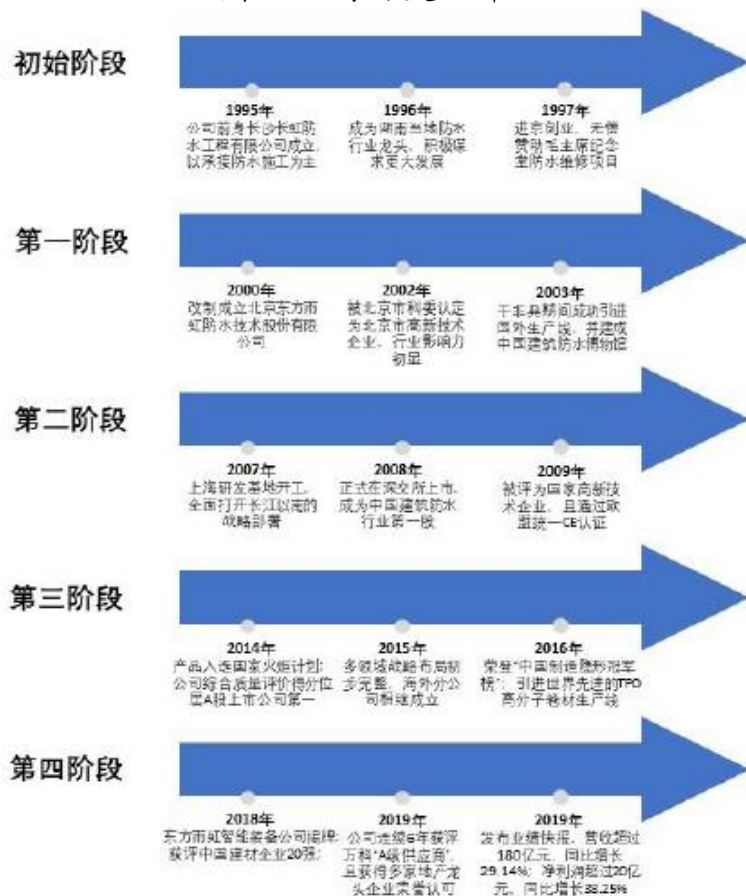 初始阶段
1995年
公司前身长沙长虹防
水工程有限公司成立,
以承接防水施工为主
1996年
成为湖南当地防水
行业龙头、积极谋
求更大发展
1997年
进京创业、无偿
赞助毛主席纪念
堂防水维修项目
第一阶段
2000年
改制成立北京东方雨
虹防水技术股份有限
公司
2002年
被北京市科委认定
为北京市高新技术
企业、行业影响力
初显
2003年
于非典期间成功引进
国外生产线、并建成
中国建筑防水博物馆
第二阶段
2007年
上海研发基地开工,
全面打开长江以南的
战略部署
2008年
正式在深交所上市,
成为中国建筑防水
行业第一股
2009年
被评为国家高新技
术企业、且通过欧
盟统一CE认证
第三阶段
2014年
产品入选国家火炬计划;
公司综合质量评价得分位
居A股上市公司第一
2015年
多领域战略布局初
步完整、海外分公
司相继成立
2016年
荣登“中国制造隐形冠军
榜”; 引进世界先进的TPO
高分子卷材生产线
第四阶段
2018年
东方雨虹智能装备公司揭牌;
获评中国建材企业20强;
2019年
公司连续6年获评
万科“A级供应商”,
且获得多家地产龙
头企业荣誉认可
2019年
发布业绩快报、营收超过
180亿元、同比增长
29.14%; 净利润超过20亿
元、同比增长38.25%